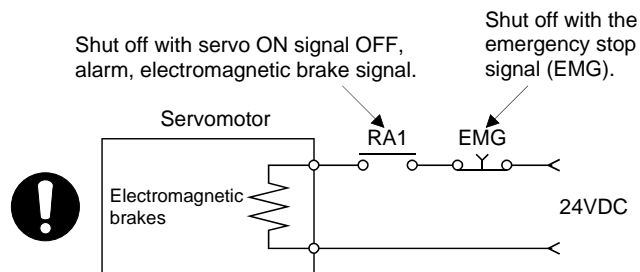 Shut off with servo ON signal OFF,
alarm, electromagnetic brake signal.
Shut off with the
emergency stop
signal (EMG).
Servomotor
RA1
EMG
Electromagnetic
brakes
24VDC